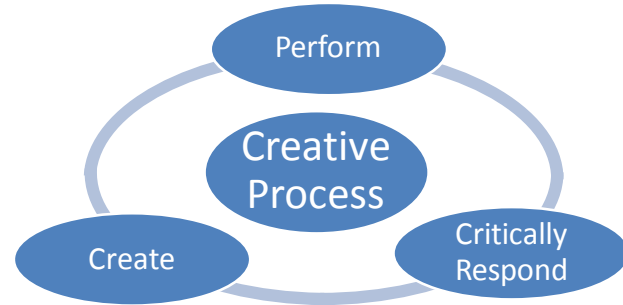 Perform
Creative
Process
Create
Critically
Respond